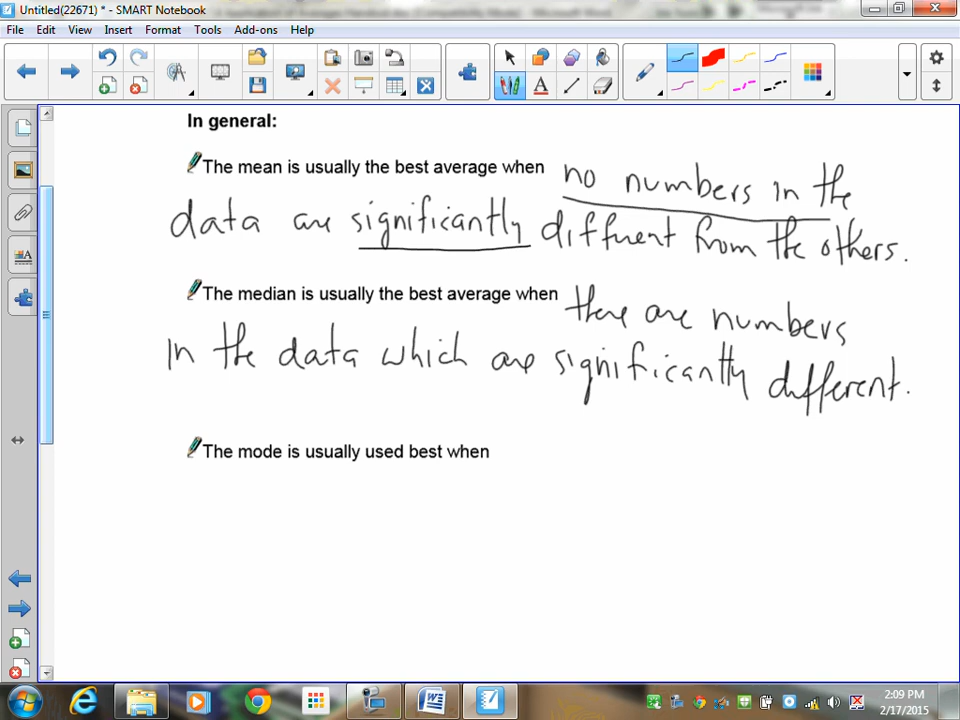 Untitled(22671) * - SMART Notebook
File Edit View Insert Format Tools Add-ons Help
In general:
The mean is usually the best average when no numbers in the
data are significantly different from the others.
The median is usually the best average when there are numbers
in the data which are significantly different.
The mode is usually used best when
2:09 PM
2/17/2015